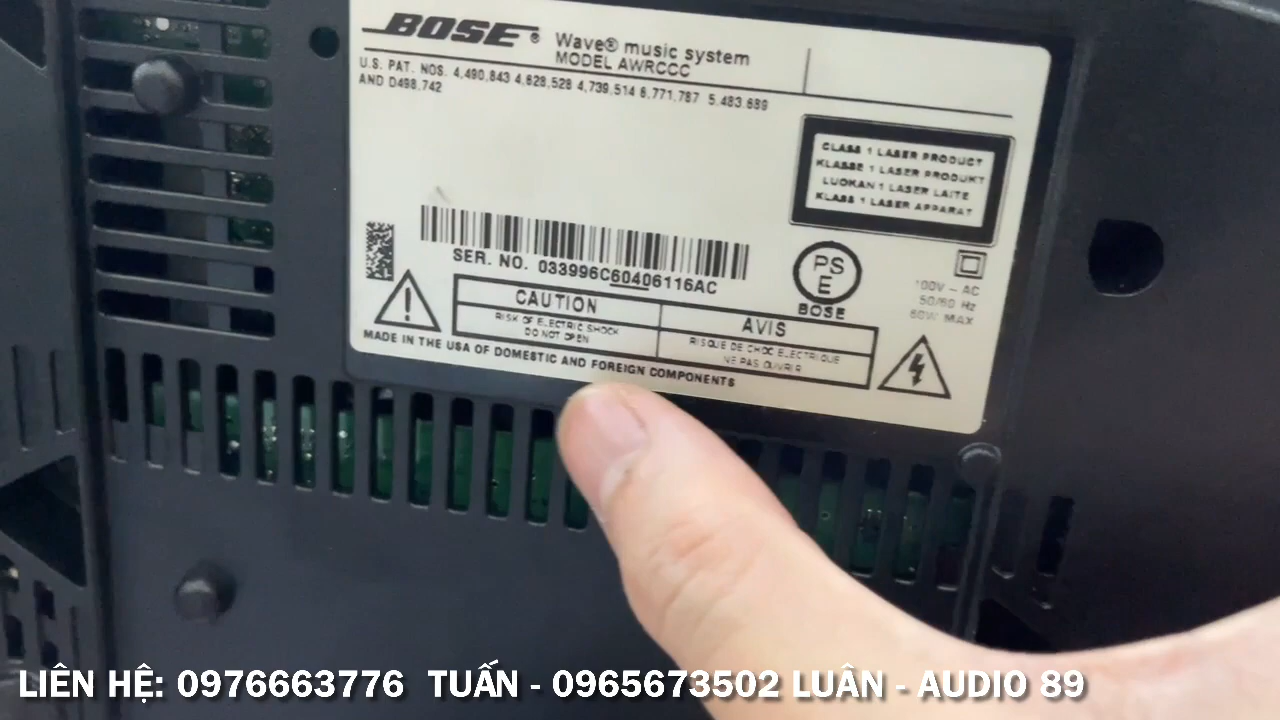 BOSE® Wave® music system
MODEL AWRCCC
U.S. PAT. NOS. 4,490,843 4,628,528 4,739,514 6,771,787 5,483,689
AND D498,742
CLASS 1 LASER PRODUCT
KLASSE 1 LASER PRODUKT
LUOKAN 1 LASER LAITE
KLASS 1 LASER APPARAT
SER. NO. 033996C60406116AC
PS
E
BOSE
100V ~ AC
50/60 Hz
60W MAX
CAUTION
RISK OF ELECTRIC SHOCK
DO NOT OPEN
AVIS
RISQUE DE CHOC ELECTRIQUE
NE PAS OUVRIR
MADE IN THE USA OF DOMESTIC AND FOREIGN COMPONENTS
LIÊN HỆ: 0976663776 TUẤN - 0965673502 LUÂN - AUDIO 89